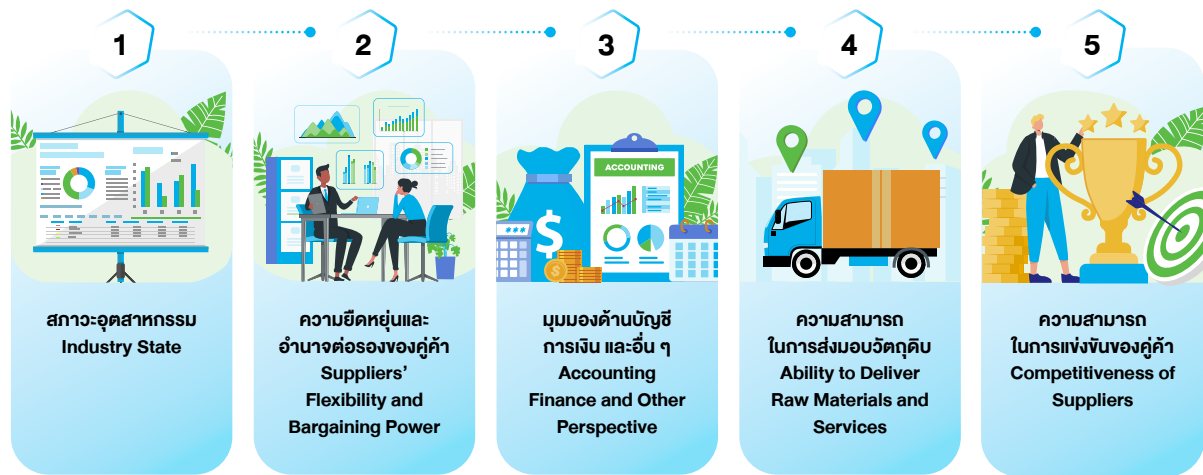 1
2
3
4
5
ACCOUNTING
$
***
$
สภาวะอุตสาหกรรม
Industry State
ความยืดหยุ่นและ
อำนาจต่อรองของคู่ค้า
Suppliers’
Flexibility and
Bargaining Power
มุมมองด้านบัญชี
การเงิน และอื่น ๆ
Accounting
Finance and Other
Perspective
ความสามารถ
ในการส่งมอบวัตถุดิบ
Ability to Deliver
Raw Materials and
Services
ความสามารถ
ในการแข่งขันของคู่ค้า
Competitiveness of
Suppliers